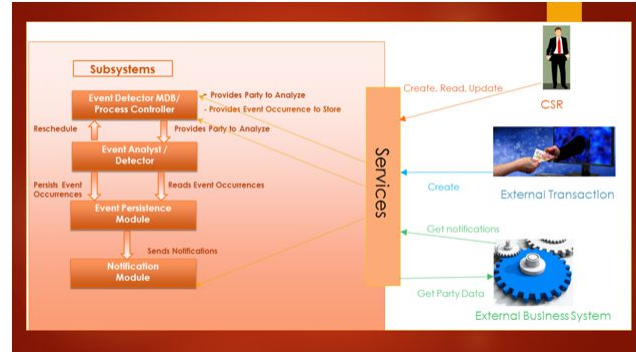 Subsystems
Event Detector MDB/
Process Controller
- Provides Party to Analyze
- Provides Event Occurrence to Store
Reschedule
Provides Party to Analyze
Event Analyst /
Detector
Persists Event
Occurrences
Reads Event Occurrences
Event Persistence
Module
Sends Notifications
Notification
Module
Services
Create, Read, Update
CSR
Create
External Transaction
Get notifications
Get Party Data
External Business System